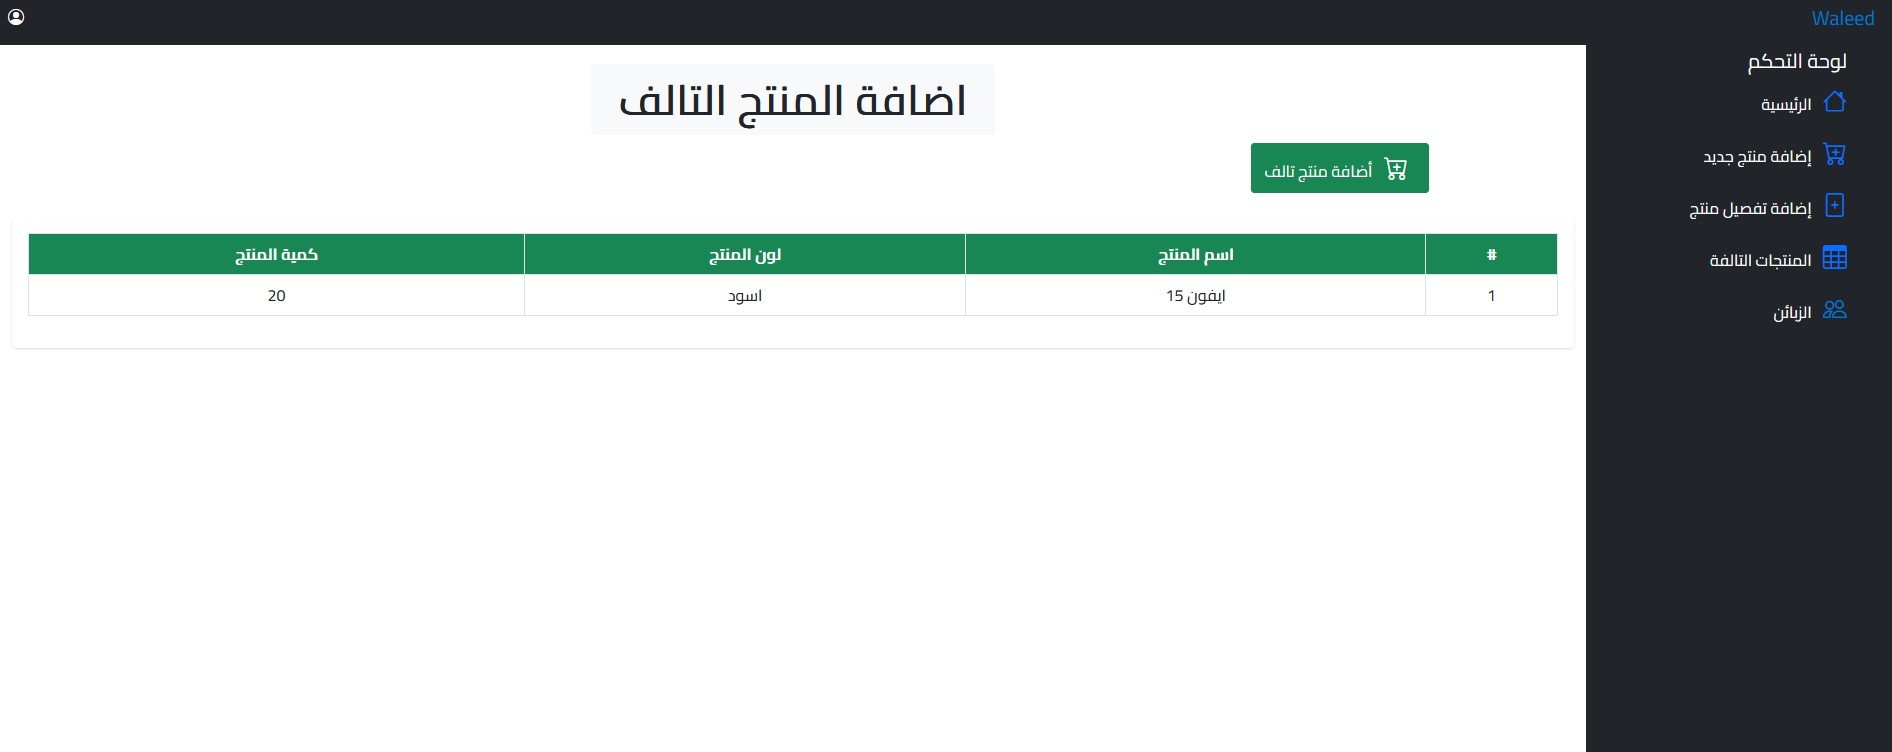 Waleed
لوحة التحكم
الرئيسية
إضافة منتج جديد
إضافة تفصيل منتج
المنتجات التالفة
الزبائن
اضافة المنتج التالف
أضافة منتج تالف
# اسم المنتج لون المنتج كمية المنتج
1 ايفون 15 اسود 20